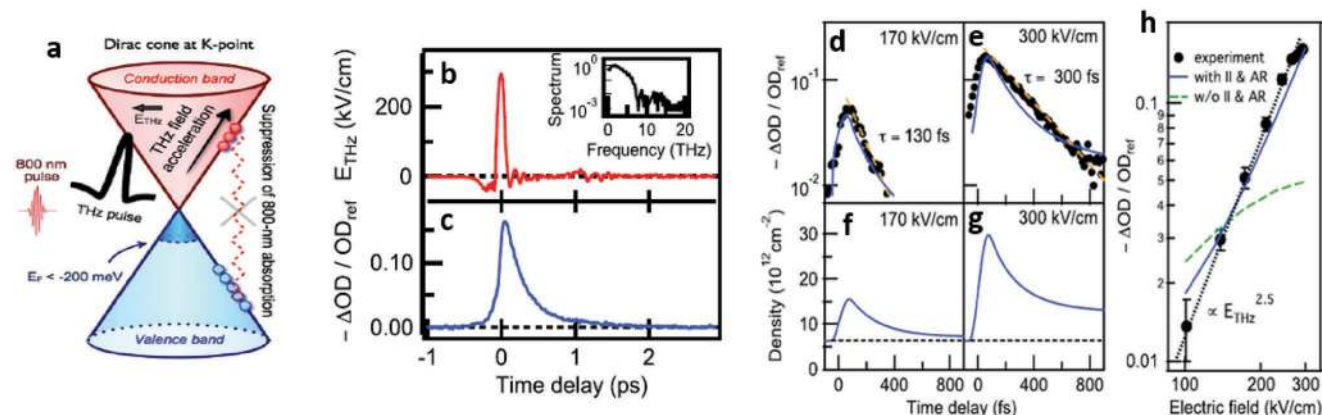 a
Dirac cone at K-point
Conduction band
E_THz
THz field
acceleration
800 nm
pulse
THz pulse
Suppression of 800-nm absorption
E_F < -200 meV
Valence band
b
E_THz (kV/cm)
200
0
Spectrum
10^0
10^-3
0 10 20
Frequency (THz)
c
- ΔOD / OD_ref
0.10
0.00
-1 0 1 2
Time delay (ps)
d 170 kV/cm
e 300 kV/cm
- ΔOD / OD_ref
10^-1
10^-2
τ = 130 fs
τ = 300 fs
f 170 kV/cm
g 300 kV/cm
Density (10^12 cm^-2)
30
25
20
15
10
5
0
0 400 0 400 800
Time delay (fs)
h
experiment
with II & AR
w/o II & AR
- ΔOD / OD_ref
0.1
9
8
7
6
5
4
3
2
0.01
∝ E_THz^2.5
100 200 300
Electric field (kV/cm)